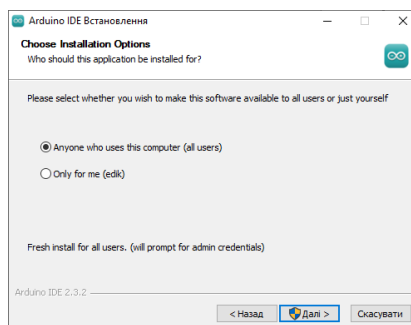 Arduino IDE Встановлення
Choose Installation Options
Who should this application be installed for?
Please select whether you wish to make this software available to all users or just yourself
Anyone who uses this computer (all users)
Only for me (edik)
Fresh install for all users. (will prompt for admin credentials)
Arduino IDE 2.3.2
< Назад Далі > Скасувати